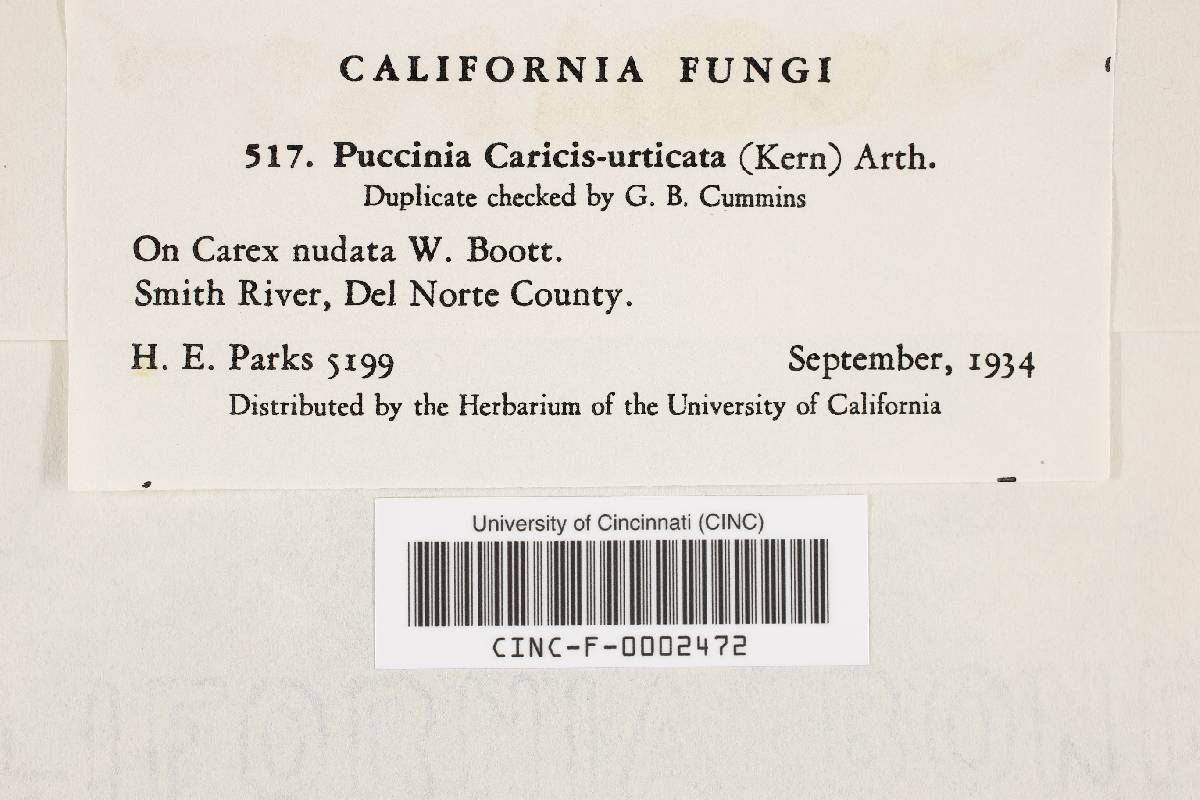 CALIFORNIA FUNGI
517. Puccinia Caricis-urticata (Kern) Arth.
Duplicate checked by G. B. Cummins
On Carex nudata W. Boott.
Smith River, Del Norte County.
H. E. Parks 5199 September, 1934
Distributed by the Herbarium of the University of California
University of Cincinnati (CINC)
CINC-F-0002472